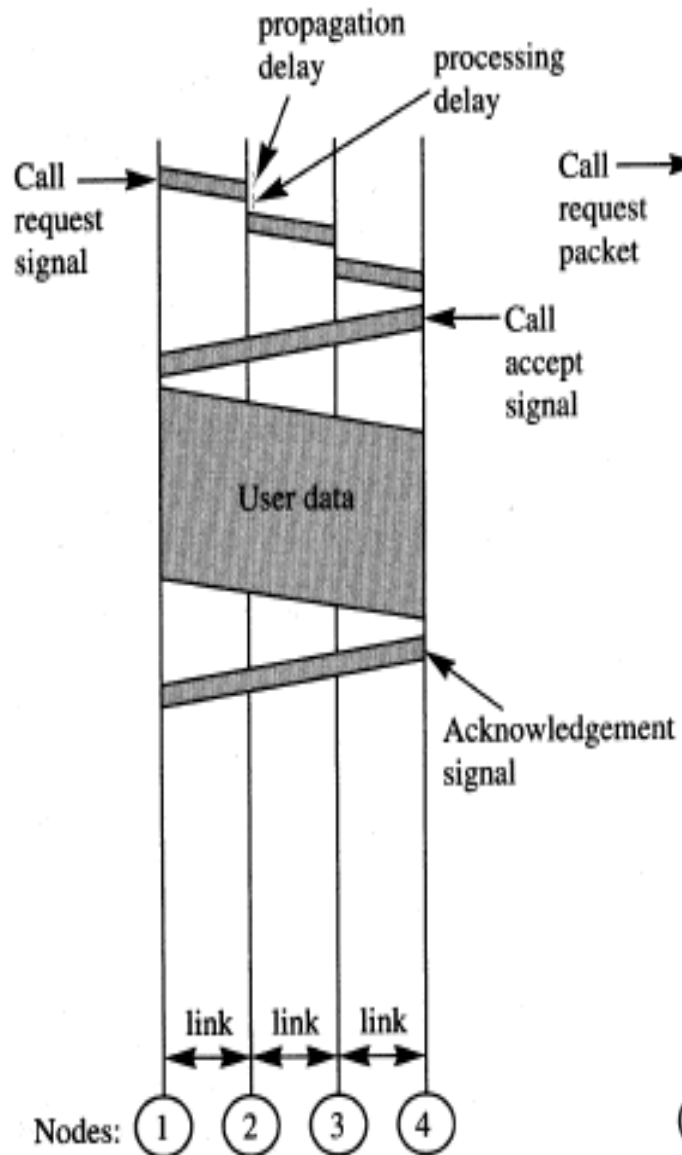 propagation
delay
processing
delay
Call
request
signal
Call
request
packet
Call
accept
signal
User data
Acknowledgement
signal
link link link
Nodes: 1 2 3 4